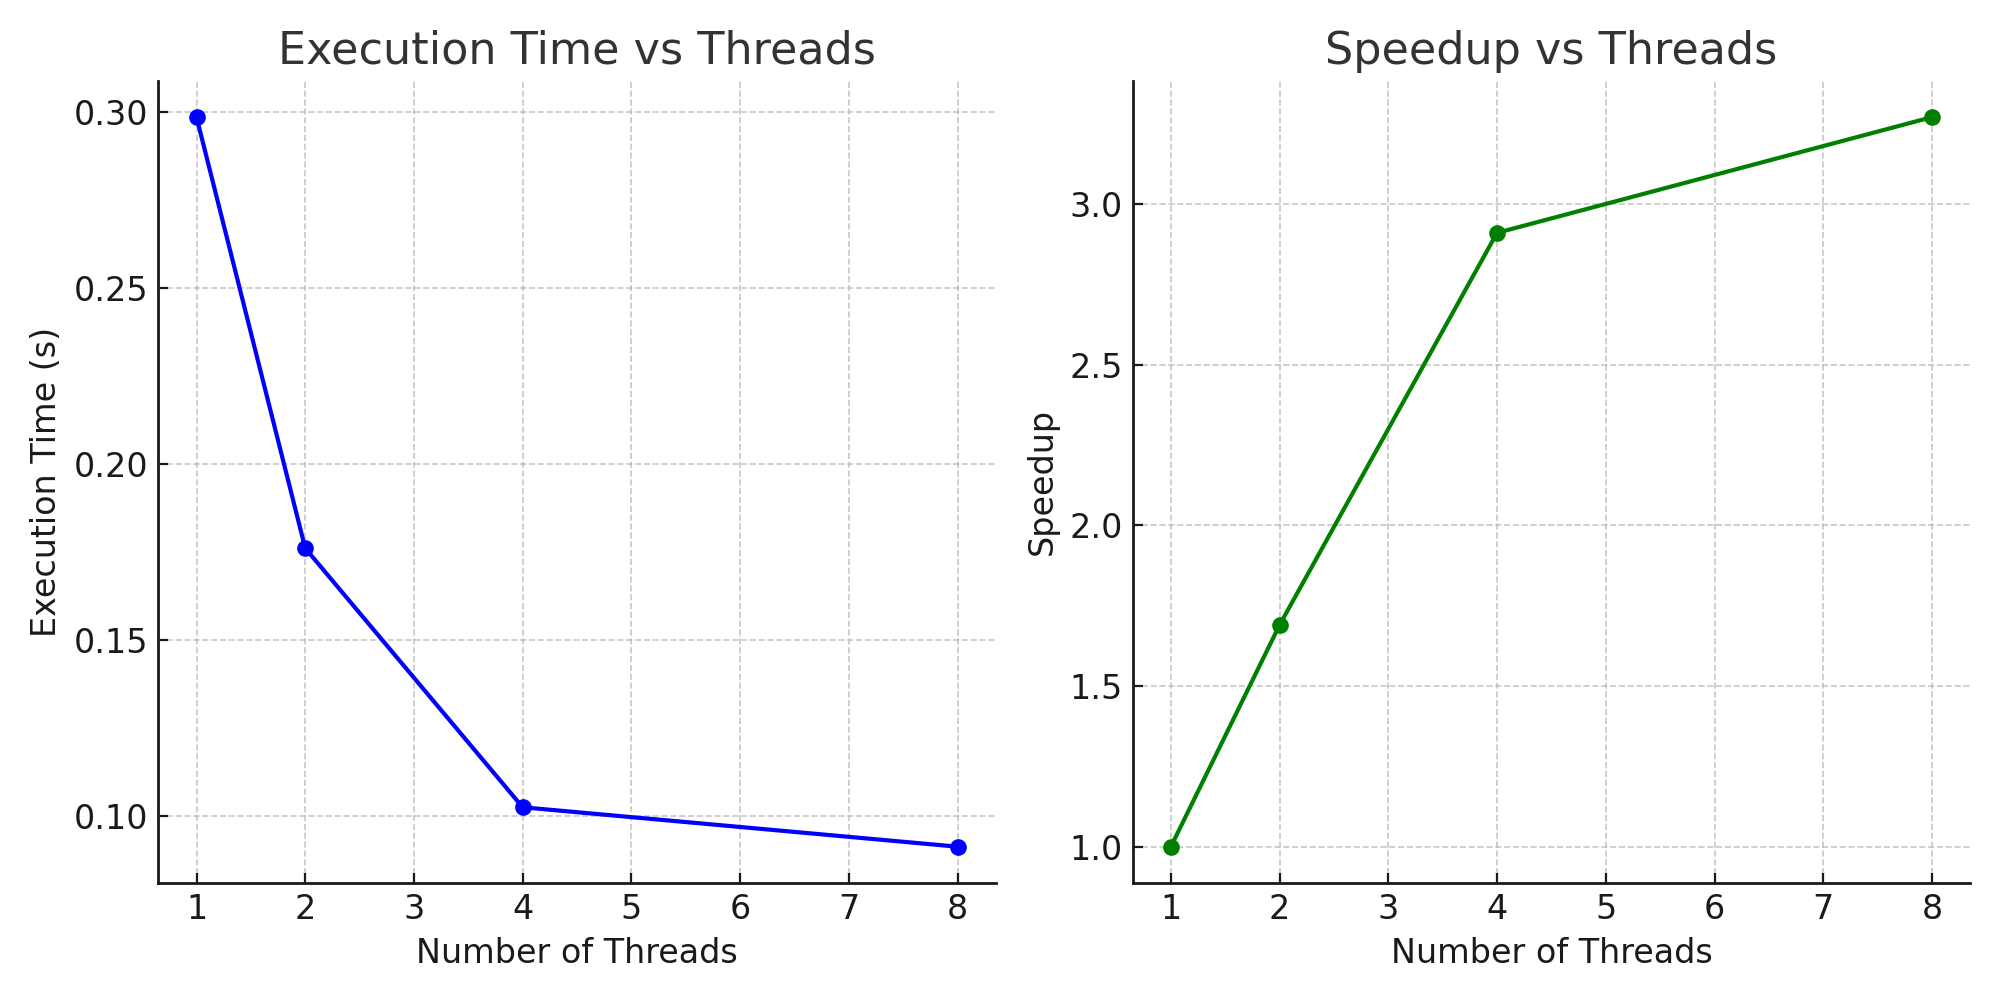 Execution Time vs Threads
0.30
0.25
0.20
0.15
0.10
Execution Time (s)
1 2 3 4 5 6 7 8
Number of Threads
Speedup vs Threads
3.0
2.5
2.0
1.5
1.0
Speedup
1 2 3 4 5 6 7 8
Number of Threads